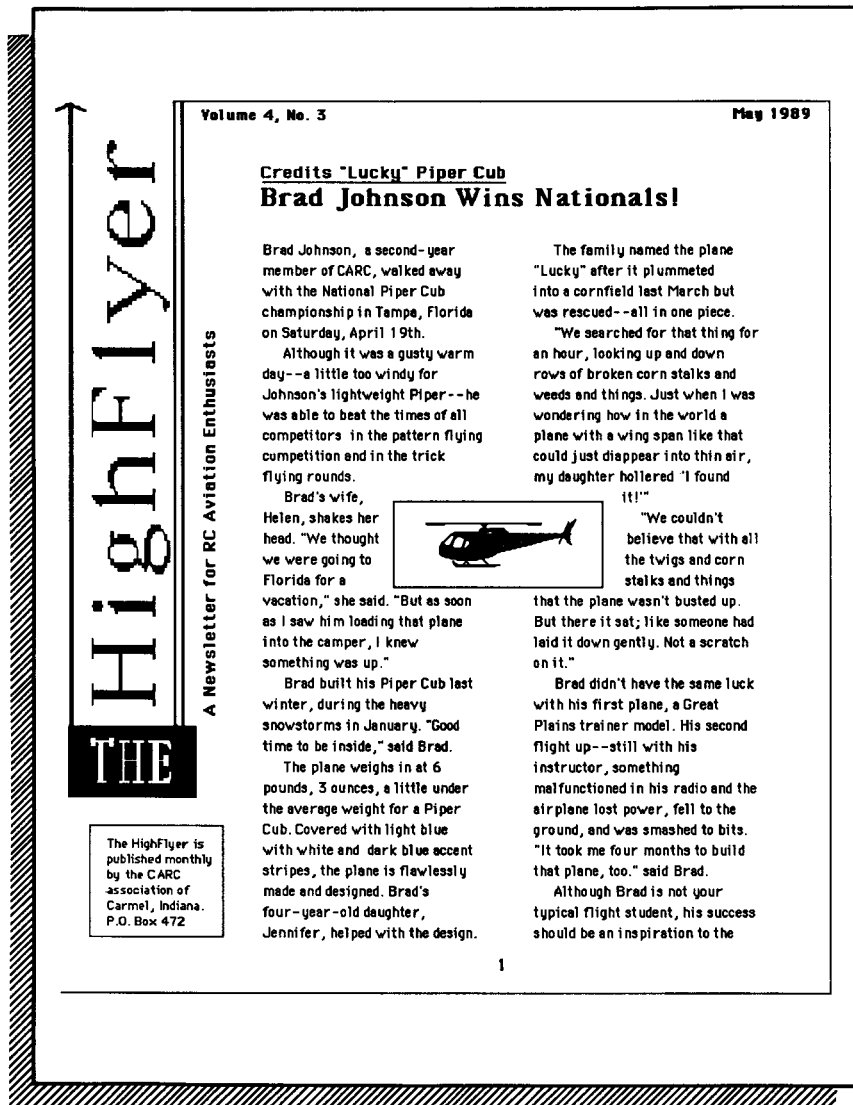 Volume 4, No. 3
May 1989
THE
HighFlyer
A Newsletter for RC Aviation Enthusiasts
Credits "Lucky" Piper Cub
Brad Johnson Wins Nationals!
Brad Johnson, a second-year
member of CARC, walked away
with the National Piper Cub
championship in Tampa, Florida
on Saturday, April 19th.
Although it was a gusty warm
day--a little too windy for
Johnson's lightweight Piper--he
was able to beat the times of all
competitors in the pattern flying
cumpetition and in the trick
flying rounds.
Brad's wife,
Helen, shakes her
head. "We thought
we were going to
Florida for a
vacation," she said. "But as soon
as I saw him loading that plane
into the camper, I knew
something was up."
Brad built his Piper Cub last
winter, during the heavy
snowstorms in January. "Good
time to be inside," said Brad.
The plane weighs in at 6
pounds, 3 ounces, a little under
the average weight for a Piper
Cub. Covered with light blue
with white and dark blue accent
stripes, the plane is flawlessly
made and designed. Brad's
four-year-old daughter,
Jennifer, helped with the design.
The family named the plane
"Lucky" after it plummeted
into a cornfield last March but
was rescued--all in one piece.
"We searched for that thing for
an hour, looking up and down
rows of broken corn stalks and
weeds and things. Just when I was
wondering how in the world a
plane with a wing span like that
could just diappear into thin air,
my daughter hollered 'I found
it!'"
"We couldn't
believe that with all
the twigs and corn
stalks and things
that the plane wasn't busted up.
But there it sat; like someone had
laid it down gently. Not a scratch
on it."
Brad didn't have the same luck
with his first plane, a Great
Plains trainer model. His second
flight up--still with his
instructor, something
malfunctioned in his radio and the
airplane lost power, fell to the
ground, and was smashed to bits.
"It took me four months to build
that plane, too." said Brad.
Although Brad is not your
typical flight student, his success
should be an inspiration to the
The HighFlyer is
published monthly
by the CARC
association of
Carmel, Indiana.
P.O. Box 472
1